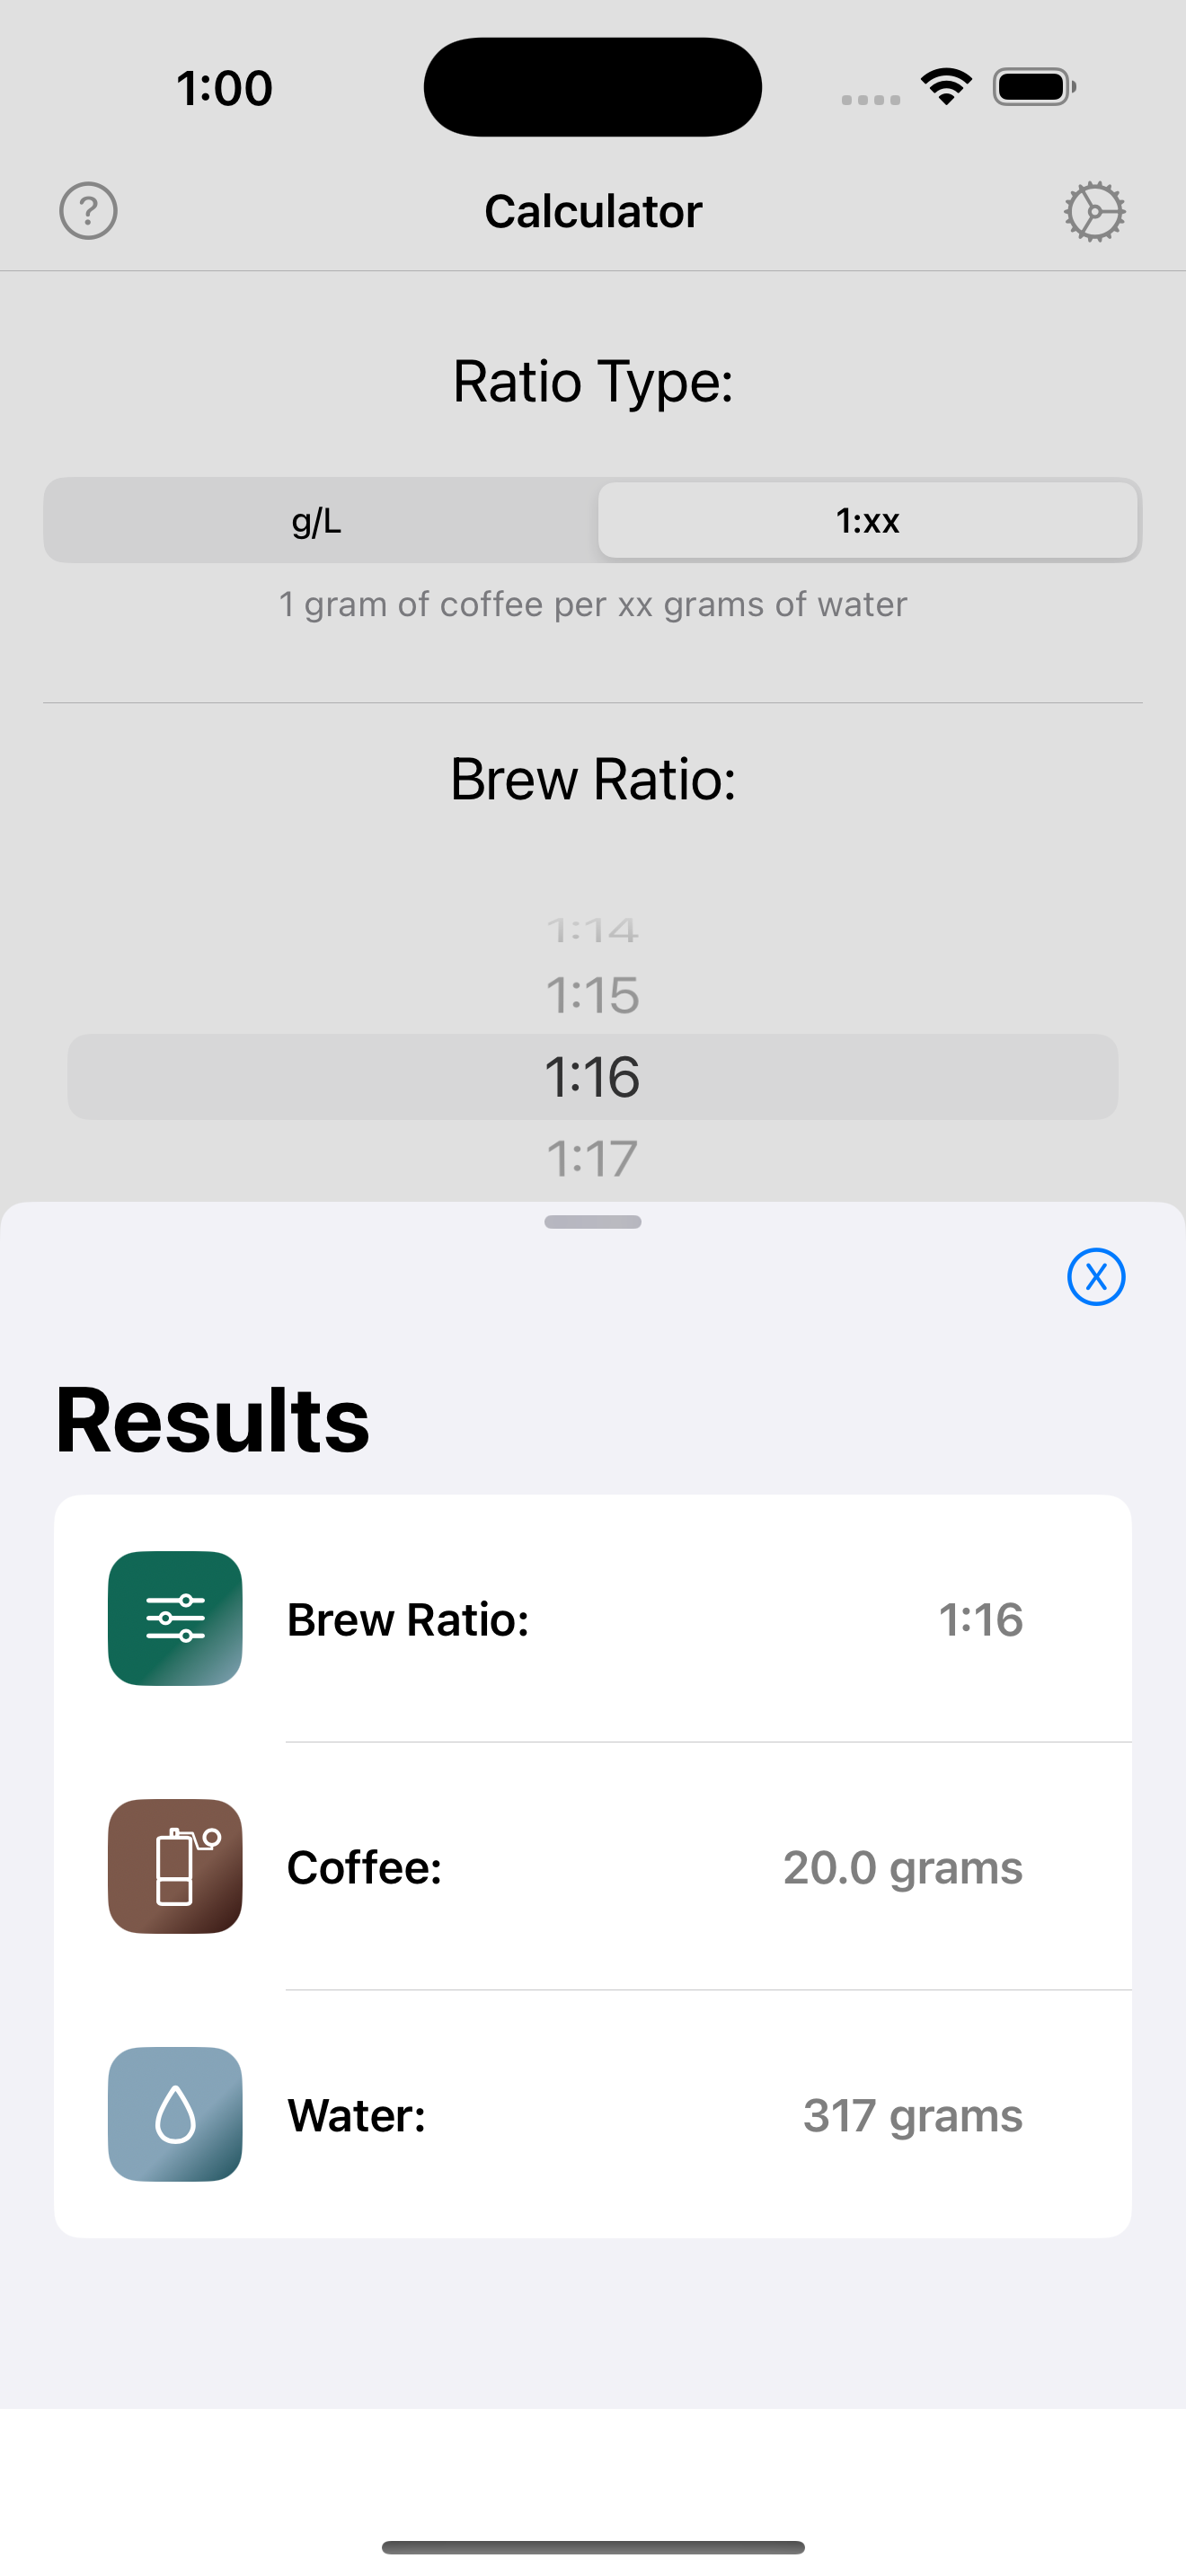 1:00
?
Calculator
Ratio Type:
g/L
1:xx
1 gram of coffee per xx grams of water
Brew Ratio:
1:14
1:15
1:16
1:17
Results
Brew Ratio: 1:16
Coffee: 20.0 grams
Water: 317 grams